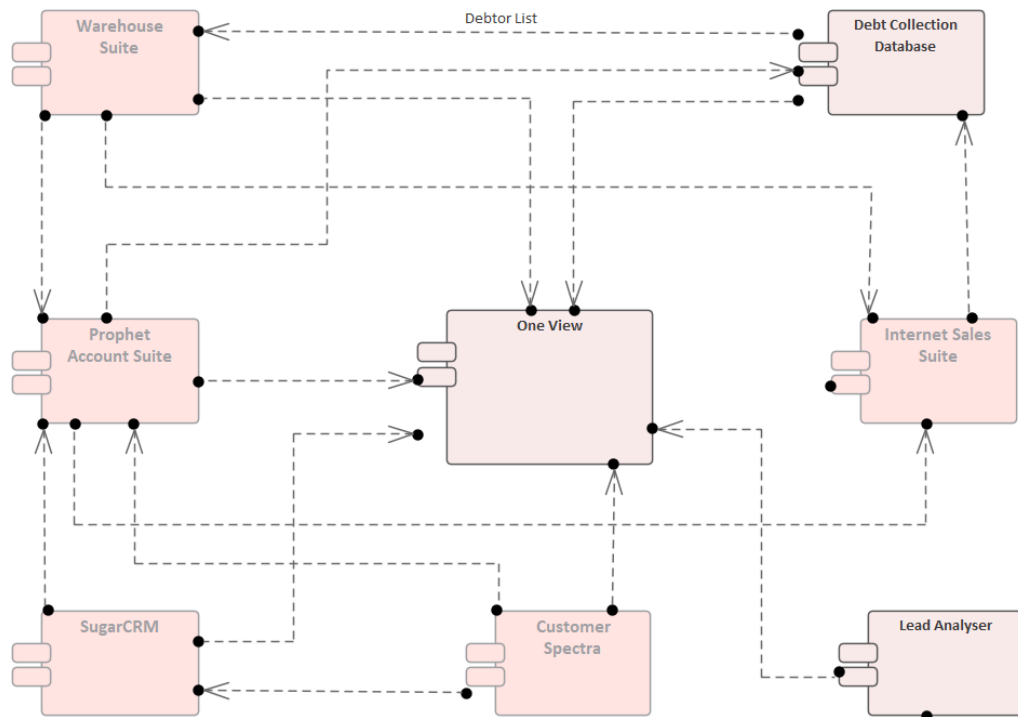 Warehouse
Suite
Debtor List
Debt Collection
Database
Prophet
Account Suite
One View
Internet Sales
Suite
SugarCRM
Customer
Spectra
Lead Analyser